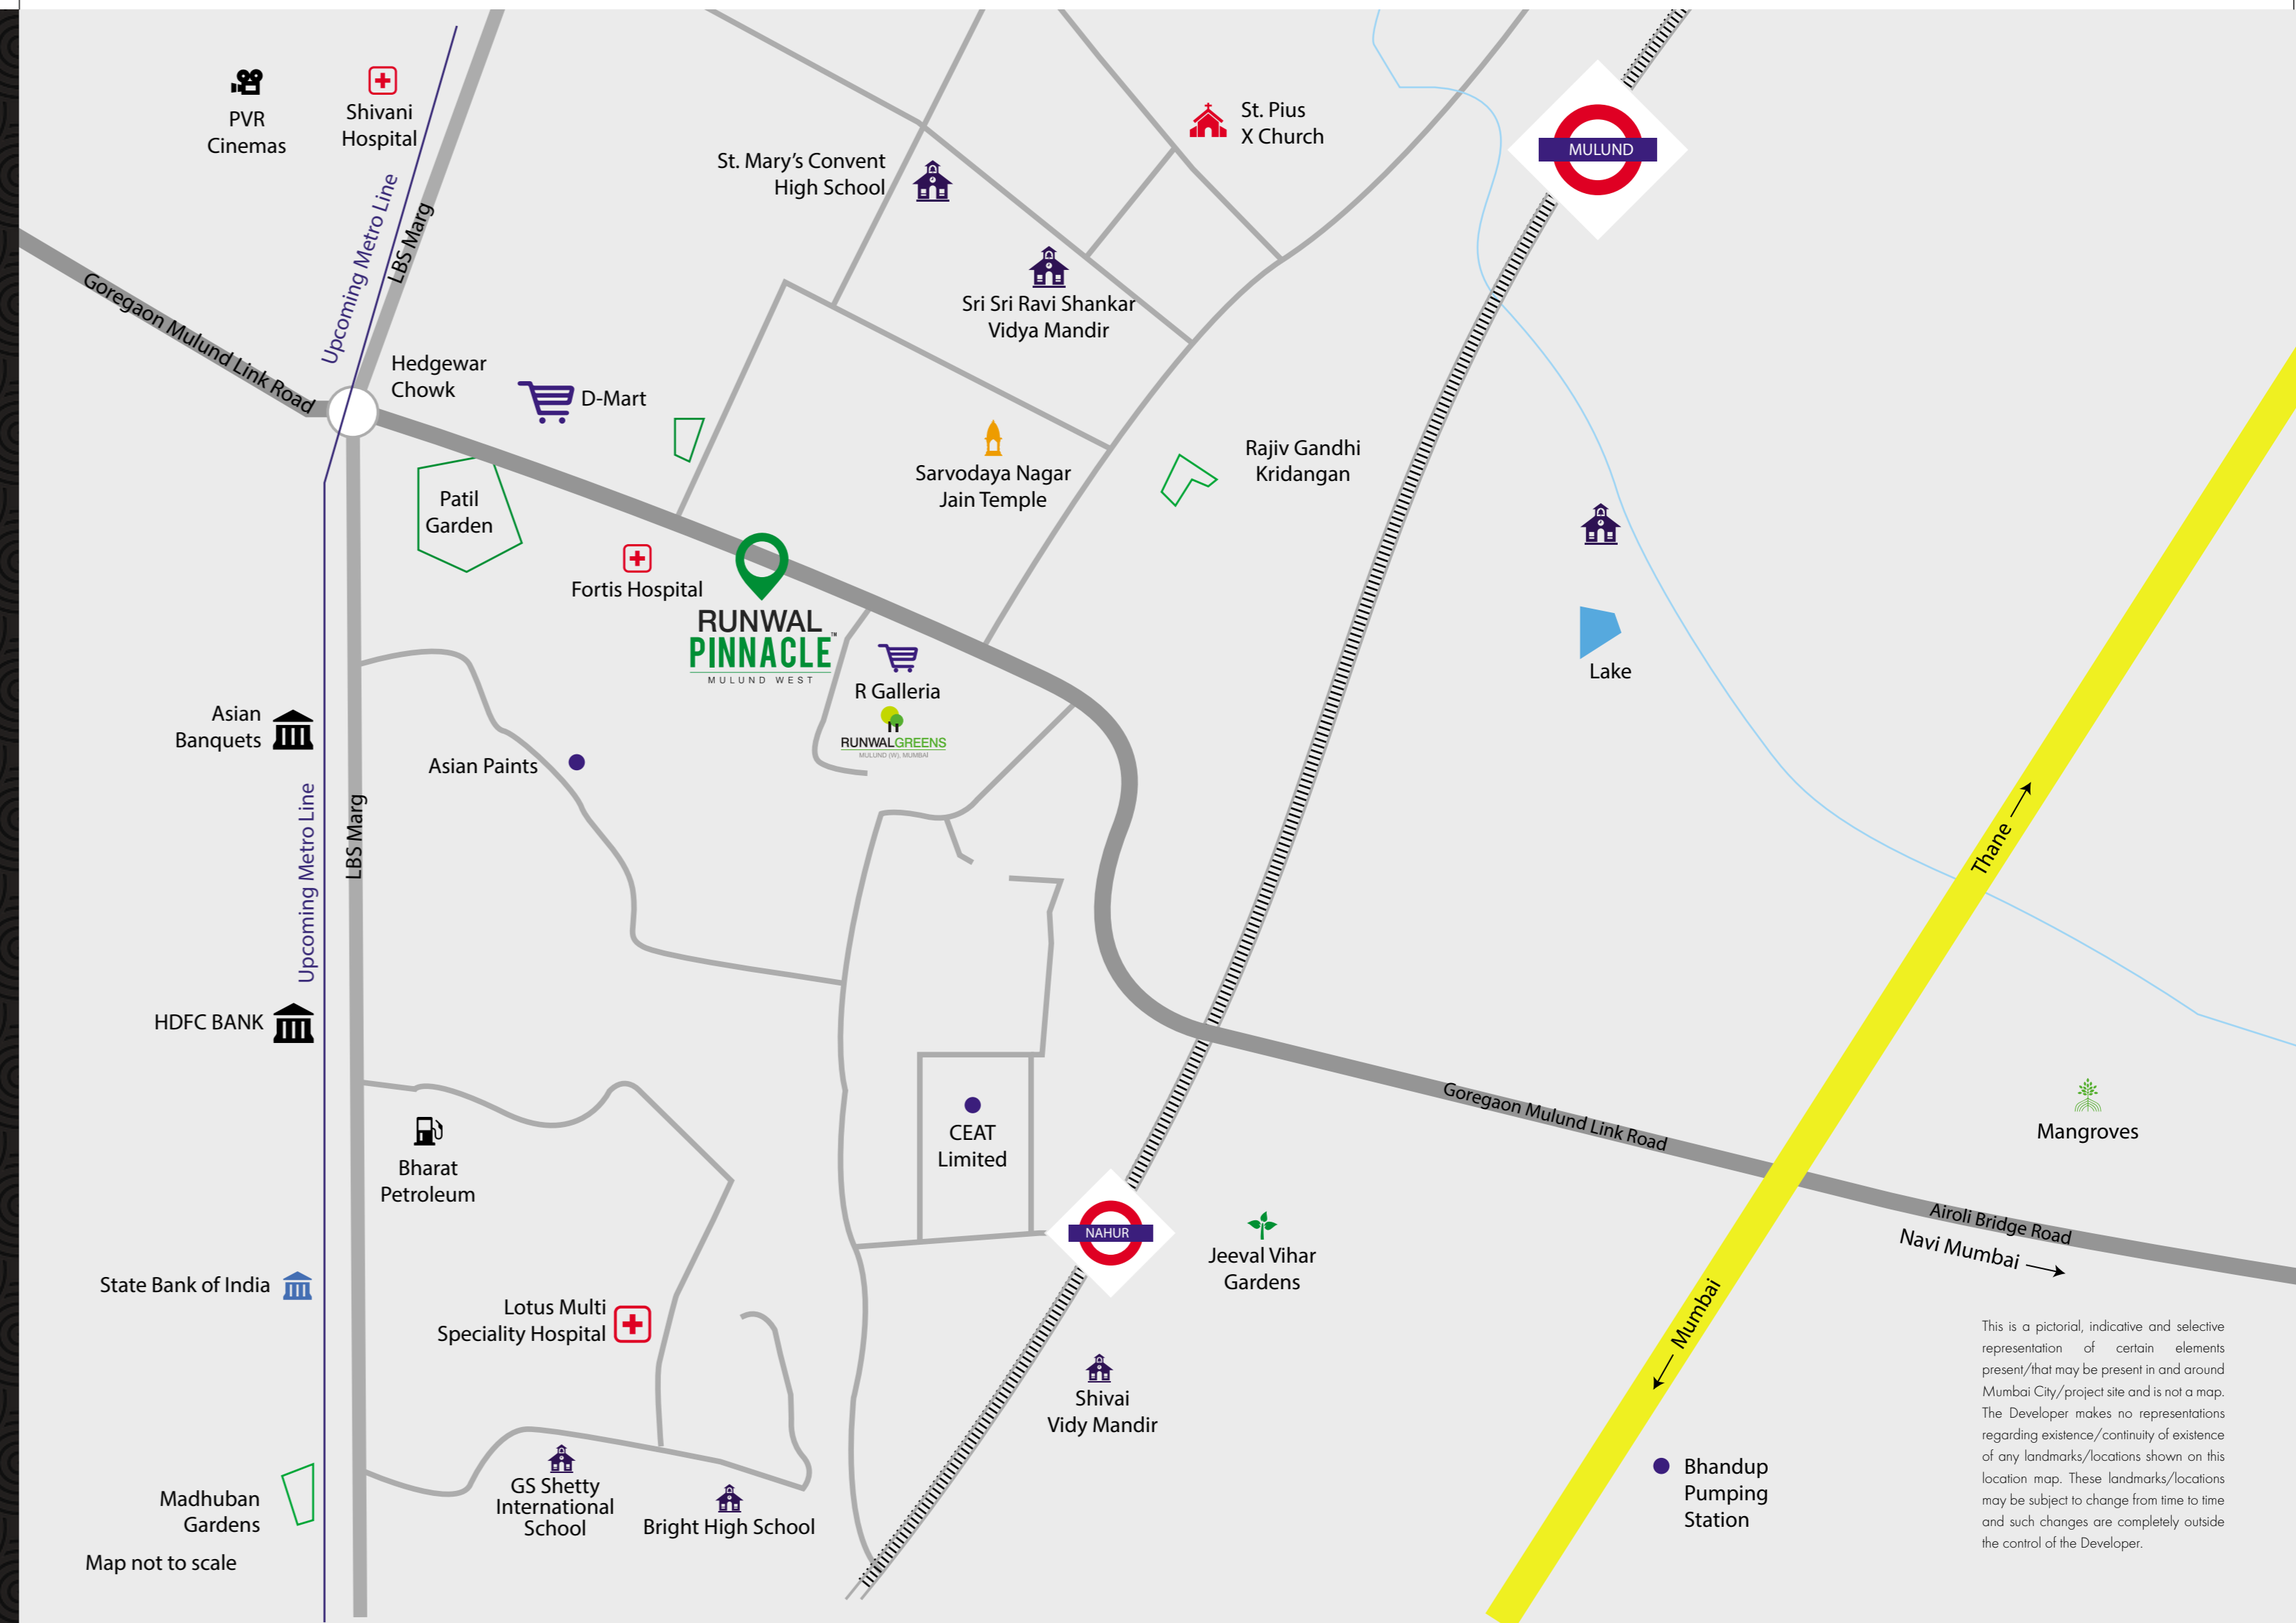 PVR
Cinemas
Shivani
Hospital
St. Pius
X Church
MULUND
St. Mary's Convent
High School
Upcoming Metro Line
LBS Marg
Sri Sri Ravi Shankar
Vidya Mandir
Goregaon Mulund Link Road
Hedgewar
Chowk
D-Mart
Patil
Garden
Sarvodaya Nagar
Jain Temple
Rajiv Gandhi
Kridangan
Fortis Hospital
RUNWAL
PINNACLE™
MULUND WEST
R Galleria
RUNWALGREENS
MULUND (W), MUMBAI
Lake
Asian
Banquets
Asian Paints
Upcoming Metro Line
LBS Marg
Thane
HDFC BANK
Goregaon Mulund Link Road
CEAT
Limited
Mangroves
Bharat
Petroleum
NAHUR
Jeeval Vihar
Gardens
Airoli Bridge Road
Navi Mumbai
State Bank of India
Lotus Multi
Speciality Hospital
Mumbai
Shivai
Vidy Mandir
GS Shetty
International
School
Bright High School
Bhandup
Pumping
Station
Madhuban
Gardens
Map not to scale
This is a pictorial, indicative and selective
representation of certain elements
present/that may be present in and around
Mumbai City/project site and is not a map.
The Developer makes no representations
regarding existence/continuity of existence
of any landmarks/locations shown on this
location map. These landmarks/locations
may be subject to change from time to time
and such changes are completely outside
the control of the Developer.